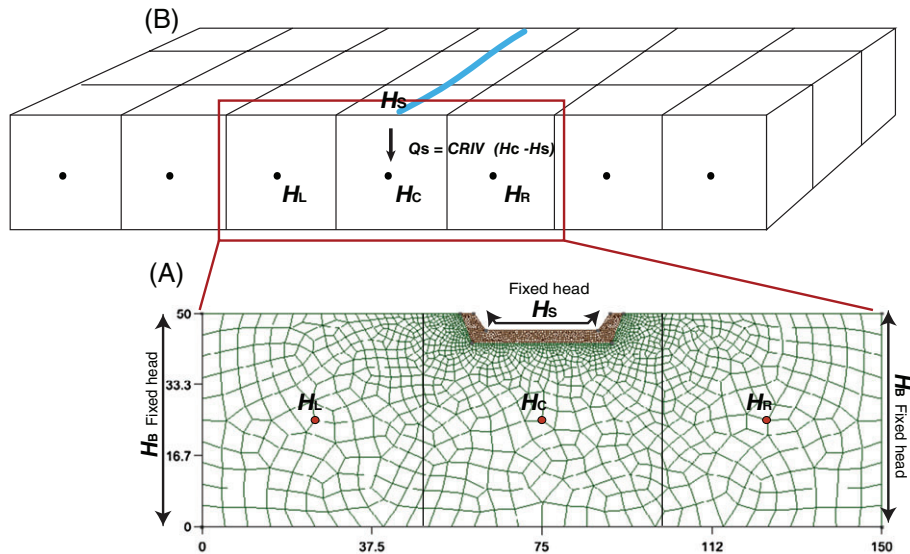 (B)
HS
QS = CRIV (HC -HS)
HL
HC
HR
(A)
Fixed head
HS
50
33.3
16.7
0
HB Fixed head
HL
HC
HR
HB Fixed head
0
37.5
75
112
150